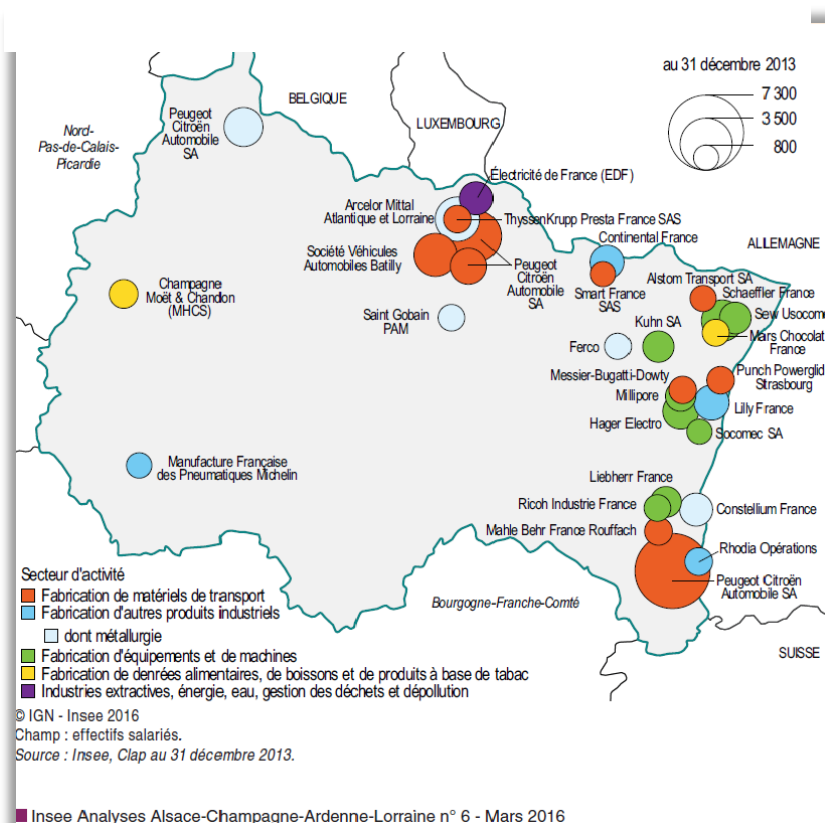 au 31 décembre 2013
7 300
3 500
800
BELGIQUE
LUXEMBOURG
Nord-
Pas-de-Calais-
Picardie
Peugeot
Citroën
Automobile
SA
Électricité de France (EDF)
Arcelor Mittal
Atlantique et Lorraine
ThyssenKrupp Presta France SAS
Continental France
ALLEMAGNE
Société Véhicules
Automobiles Batilly
Peugeot
Citroën
Automobile
SA
Smart France
SAS
Alstom Transport SA
Schaeffler France
Champagne
Moët & Chandon
(MHCS)
Saint Gobain
PAM
Kuhn SA
Sew Usocome
Mars Chocolat
France
Ferco
Messier-Bugatti-Dowty
Punch Powerglid
Strasbourg
Millipore
Lilly France
Hager Electro
Socomec SA
Manufacture Française
des Pneumatiques Michelin
Liebherr France
Ricoh Industrie France
Constellium France
Mahle Behr France Rouffach
Rhodia Opérations
Peugeot Citroën
Automobile SA
Bourgogne-Franche-Comté
SUISSE
Secteur d'activité
Fabrication de matériels de transport
Fabrication d'autres produits industriels
dont métallurgie
Fabrication d'équipements et de machines
Fabrication de denrées alimentaires, de boissons et de produits à base de tabac
Industries extractives, énergie, eau, gestion des déchets et dépollution
© IGN - Insee 2016
Champ : effectifs salariés.
Source : Insee, Clap au 31 décembre 2013.
Insee Analyses Alsace-Champagne-Ardenne-Lorraine n° 6 - Mars 2016